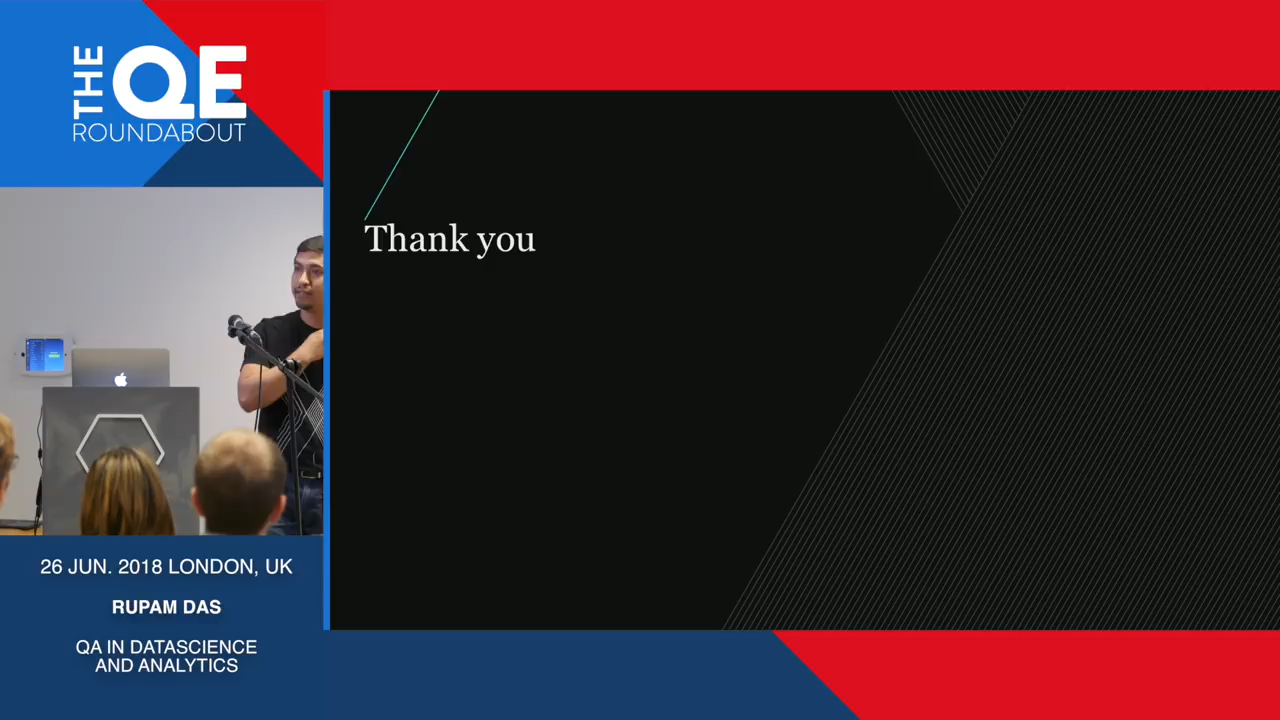 THE
QE
ROUNDABOUT
Thank you
26 JUN. 2018 LONDON, UK
RUPAM DAS
QA IN DATASCIENCE
AND ANALYTICS